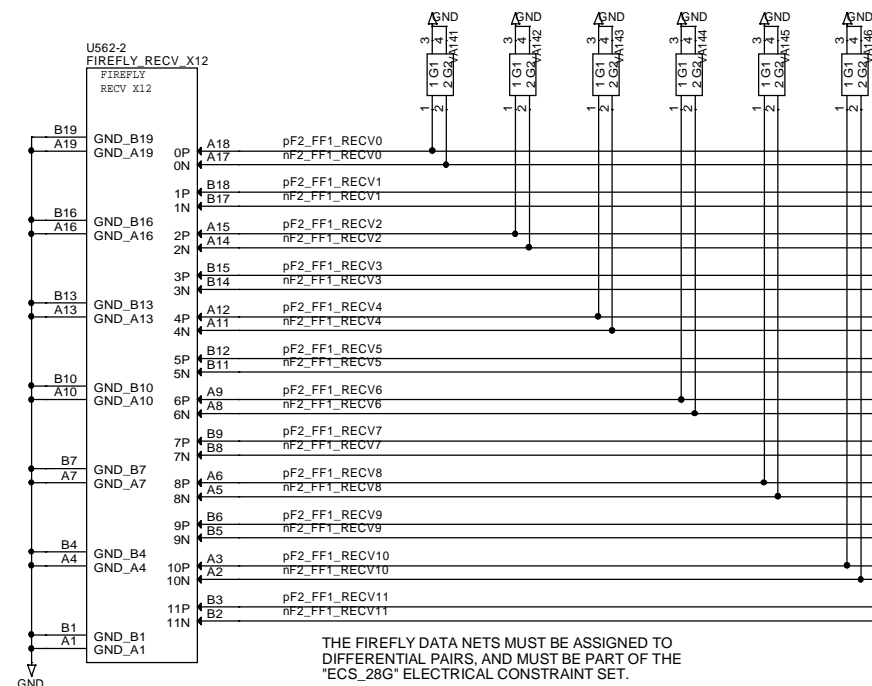 GND GND GND GND GND GND
3 4 3 4 3 4 3 4 3 4 3 4
VA141 VA142 VA143 VA144 VA145 VA146
1 G1 1 G1 1 G1 1 G1 1 G1 1 G1
2 G2 2 G2 2 G2 2 G2 2 G2 2 G2
1 2 1 2 1 2 1 2 1 2 1 2
U562-2
FIREFLY_RECV_X12
FIREFLY
RECV X12
B19 GND_B19
A19 GND_A19
0P A18 pF2_FF1_RECV0
0N A17 nF2_FF1_RECV0
1P B18 pF2_FF1_RECV1
1N B17 nF2_FF1_RECV1
B16 GND_B16
A16 GND_A16
2P A15 pF2_FF1_RECV2
2N A14 nF2_FF1_RECV2
3P B15 pF2_FF1_RECV3
3N B14 nF2_FF1_RECV3
B13 GND_B13
A13 GND_A13
4P A12 pF2_FF1_RECV4
4N A11 nF2_FF1_RECV4
5P B12 pF2_FF1_RECV5
5N B11 nF2_FF1_RECV5
B10 GND_B10
A10 GND_A10
6P A9 pF2_FF1_RECV6
6N A8 nF2_FF1_RECV6
7P B9 pF2_FF1_RECV7
7N B8 nF2_FF1_RECV7
B7 GND_B7
A7 GND_A7
8P A6 pF2_FF1_RECV8
8N A5 nF2_FF1_RECV8
9P B6 pF2_FF1_RECV9
9N B5 nF2_FF1_RECV9
B4 GND_B4
A4 GND_A4
10P A3 pF2_FF1_RECV10
10N A2 nF2_FF1_RECV10
11P B3 pF2_FF1_RECV11
11N B2 nF2_FF1_RECV11
B1 GND_B1
A1 GND_A1
GND
THE FIREFLY DATA NETS MUST BE ASSIGNED TO
DIFFERENTIAL PAIRS, AND MUST BE PART OF THE
"ECS_28G" ELECTRICAL CONSTRAINT SET.